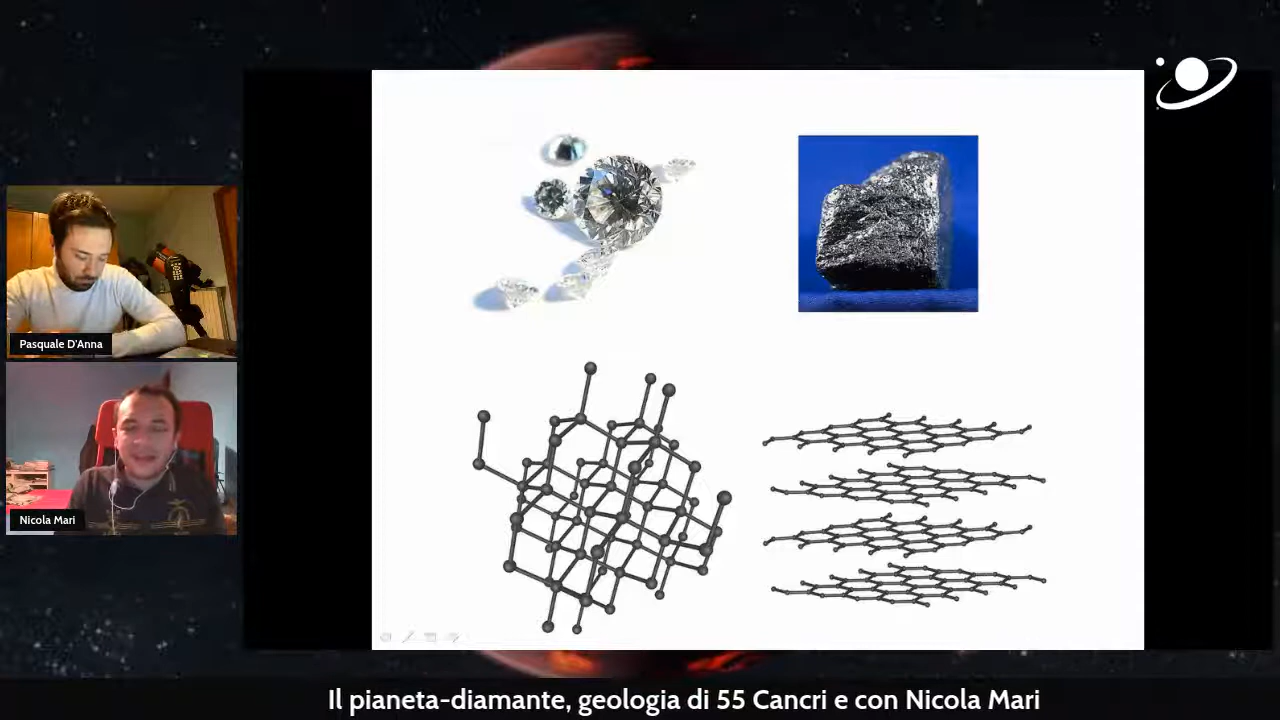 Pasquale D'Anna
Nicola Mari
Il pianeta-diamante, geologia di 55 Cancri e con Nicola Mari